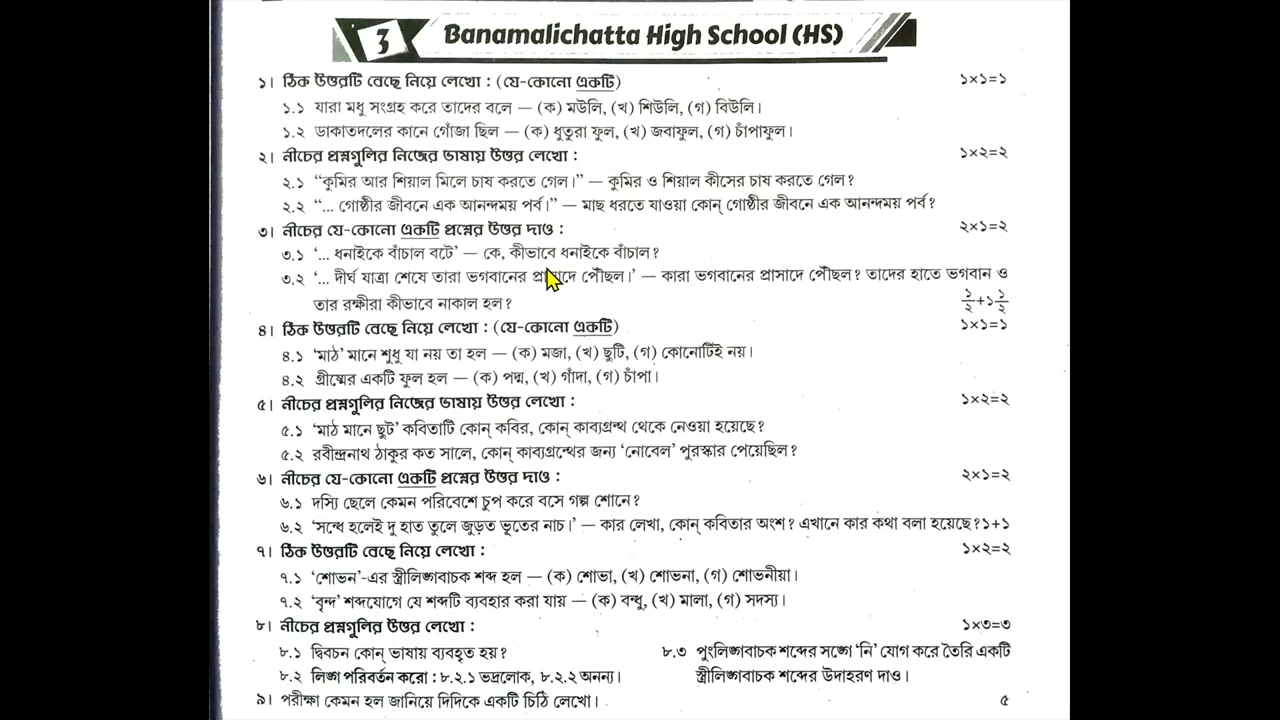 3 Banamalichatta High School (HS)
১। ঠিক উত্তরটি বেছে নিয়ে লেখো : (যে-কোনো একটি) ১×১=১
১.১ যারা মধু সংগ্রহ করে তাদের বলে — (ক) মউলি, (খ) শিউলি, (গ) বিউলি।
১.২ ডাকাতদলের কানে গোঁজা ছিল — (ক) ধুতুরা ফুল, (খ) জবাফুল, (গ) চাঁপাফুল।
২। নীচের প্রশ্নগুলির নিজের ভাষায় উত্তর লেখো : ১×২=২
২.১ “কুমির আর শিয়াল মিলে চাষ করতে গেল।” — কুমির ও শিয়াল কীসের চাষ করতে গেল?
২.২ “... গোষ্ঠীর জীবনে এক আনন্দময় পর্ব।” — মাছ ধরতে যাওয়া কোন্ গোষ্ঠীর জীবনে এক আনন্দময় পর্ব?
৩। নীচের যে-কোনো একটি প্রশ্নের উত্তর দাও : ২×১=২
৩.১ ‘... ধনাইকে বাঁচাল বটে’ — কে, কীভাবে ধনাইকে বাঁচাল?
৩.২ ‘... দীর্ঘ যাত্রা শেষে তারা ভগবানের প্রাসাদে পৌঁছল।’ — কারা ভগবানের প্রাসাদে পৌঁছল? তাদের হাতে ভগবান ও
তার রক্ষীরা কীভাবে নাকাল হল? ১/২+১ ১/২
৪। ঠিক উত্তরটি বেছে নিয়ে লেখো : (যে-কোনো একটি) ১×১=১
৪.১ ‘মাঠ’ মানে শুধু যা নয় তা হল — (ক) মজা, (খ) ছুটি, (গ) কোনোটিই নয়।
৪.২ গ্রীষ্মের একটি ফুল হল — (ক) পদ্ম, (খ) গাঁদা, (গ) চাঁপা।
৫। নীচের প্রশ্নগুলির নিজের ভাষায় উত্তর লেখো : ১×২=২
৫.১ ‘মাঠ মানে ছুট’ কবিতাটি কোন্ কবির, কোন্ কাব্যগ্রন্থ থেকে নেওয়া হয়েছে?
৫.২ রবীন্দ্রনাথ ঠাকুর কত সালে, কোন্ কাব্যগ্রন্থের জন্য ‘নোবেল’ পুরস্কার পেয়েছিল?
৬। নীচের যে-কোনো একটি প্রশ্নের উত্তর দাও : ২×১=২
৬.১ দস্যি ছেলে কেমন পরিবেশে চুপ করে বসে গল্প শোনে?
৬.২ ‘সন্ধে হলেই দু হাত তুলে জুড়ত ভূতের নাচ।’ — কার লেখা, কোন্ কবিতার অংশ? এখানে কার কথা বলা হয়েছে? ১+১
৭। ঠিক উত্তরটি বেছে নিয়ে লেখো : ১×২=২
৭.১ ‘শোভন’-এর স্ত্রীলিঙ্গবাচক শব্দ হল — (ক) শোভা, (খ) শোভনা, (গ) শোভনীয়া।
৭.২ ‘বৃন্দ’ শব্দযোগে যে শব্দটি ব্যবহার করা যায় — (ক) বন্ধু, (খ) মালা, (গ) সদস্য।
৮। নীচের প্রশ্নগুলির উত্তর লেখো : ১×৩=৩
৮.১ দ্বিবচন কোন্ ভাষায় ব্যবহৃত হয়?
৮.২ লিঙ্গ পরিবর্তন করো : ৮.২.১ ভদ্রলোক, ৮.২.২ অনন্য।
৮.৩ পুংলিঙ্গবাচক শব্দের সঙ্গে ‘নি’ যোগ করে তৈরি একটি
স্ত্রীলিঙ্গবাচক শব্দের উদাহরণ দাও।
৯। পরীক্ষা কেমন হল জানিয়ে দিদিকে একটি চিঠি লেখো। ৫